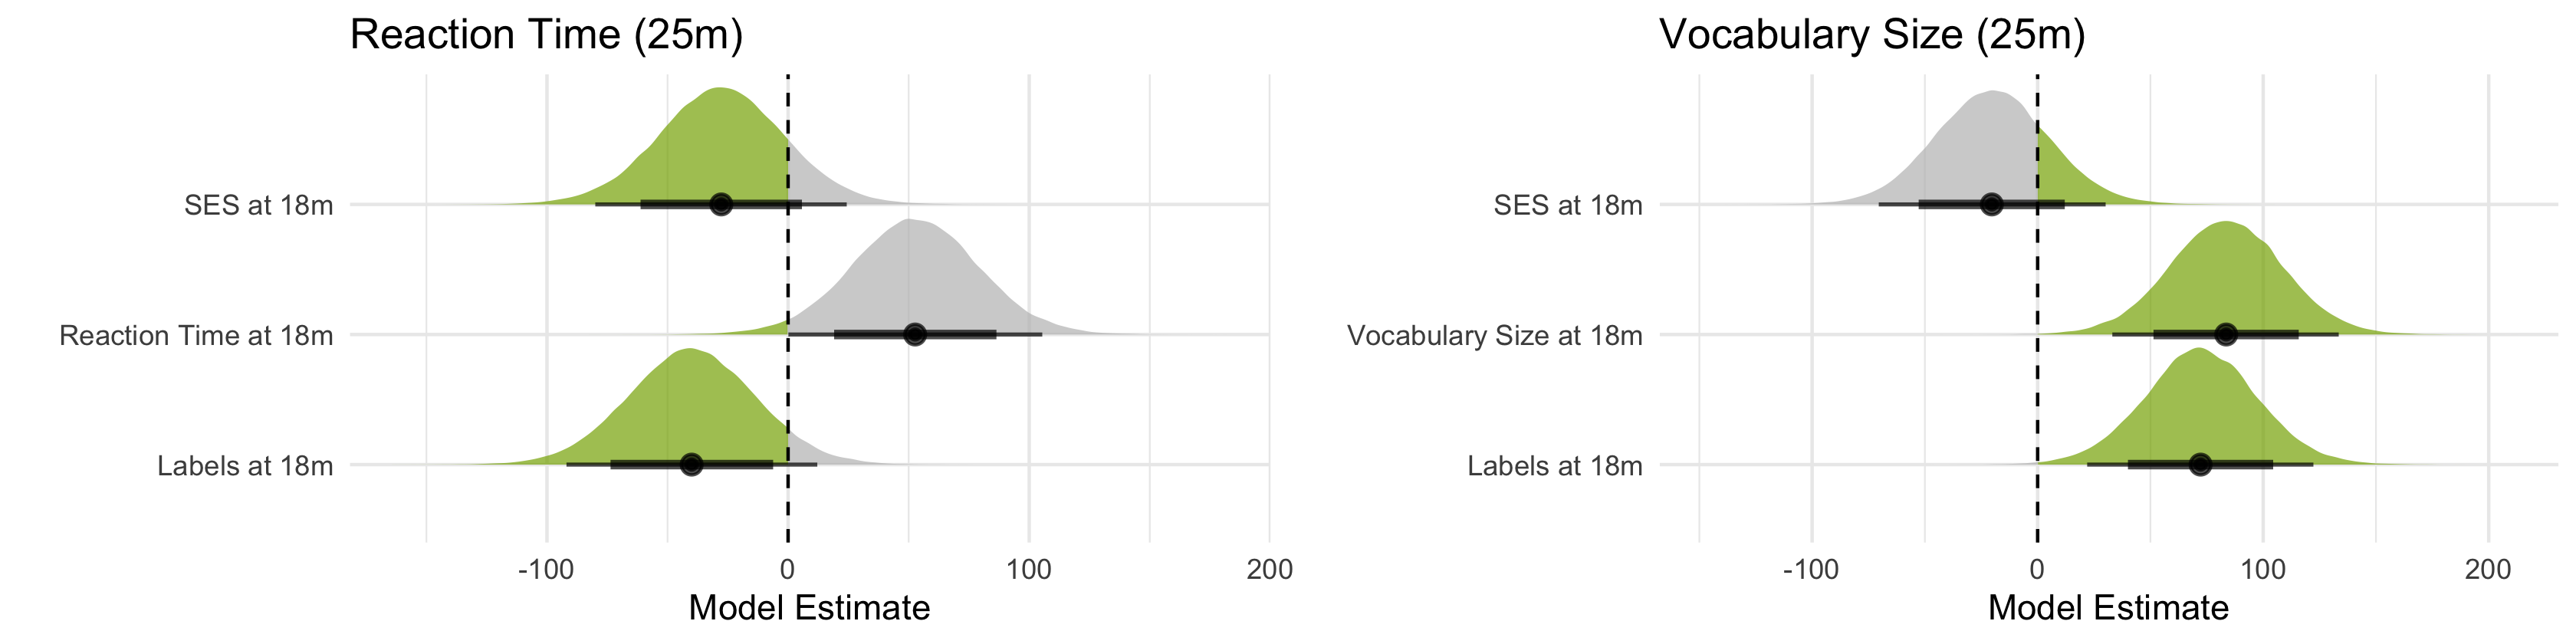 Reaction Time (25m)
SES at 18m
Reaction Time at 18m
Labels at 18m
-100 0 100 200
Model Estimate
Vocabulary Size (25m)
SES at 18m
Vocabulary Size at 18m
Labels at 18m
-100 0 100 200
Model Estimate